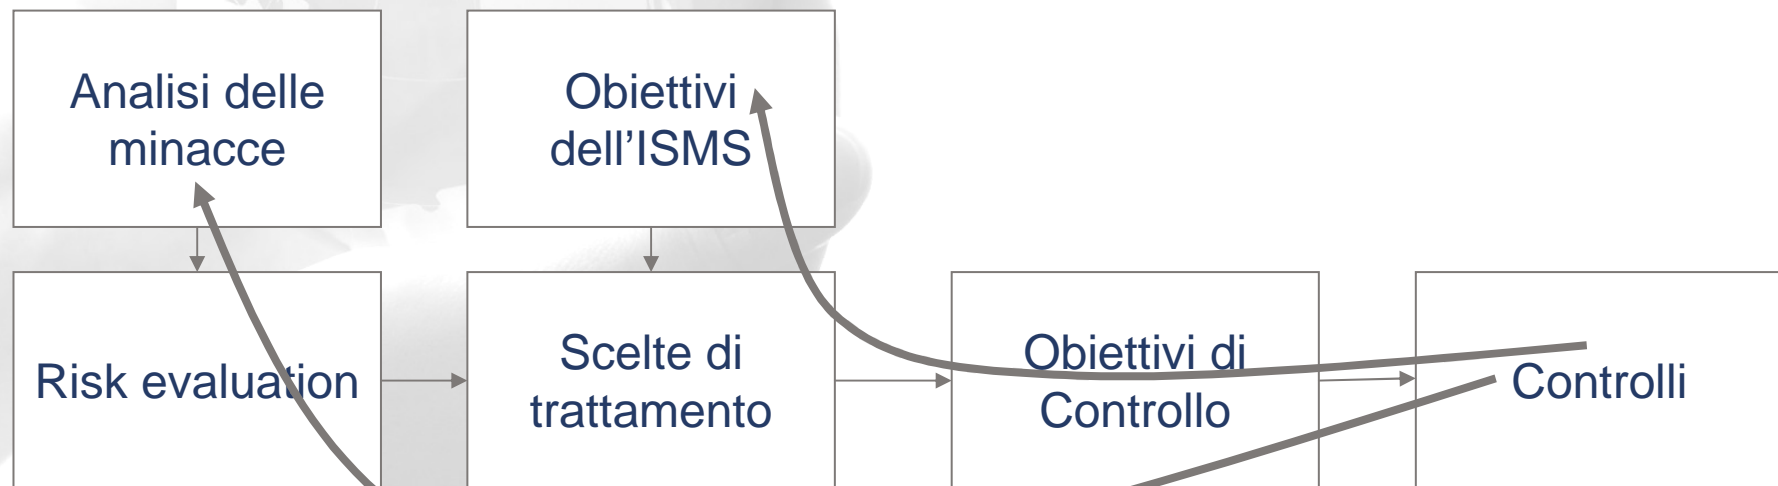 Analisi delle
minacce
Obiettivi
dell’ISMS
Risk evaluation
Scelte di
trattamento
Obiettivi di
Controllo
Controlli